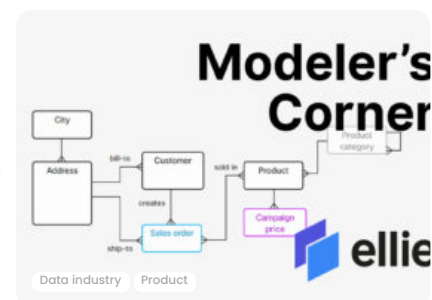 Modeler's
Corner
City
Product
category
bill-to
Customer
Address
sold in
Product
creates
Campaign
price
Sales order
ship-to
ellie
Data industry
Product